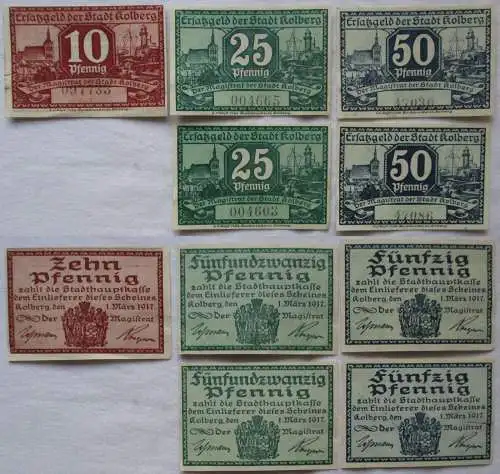 Ersatzgeld der Stadt Kolberg
10
Pfennig
Der Magistrat der Stadt Kolberg
Ersatzgeld der Stadt Kolberg
25
Pfennig
Der Magistrat der Stadt Kolberg
004665
Ersatzgeld der Stadt Kolberg
50
Pfennig
Der Magistrat der Stadt Kolberg
Ersatzgeld der Stadt Kolberg
25
Pfennig
Der Magistrat der Stadt Kolberg
004603
Ersatzgeld der Stadt Kolberg
50
Pfennig
Der Magistrat der Stadt Kolberg
Zehn
Pfennig
zahlt die Stadthauptkasse
dem Einlieferer dieses Scheines
Kolberg, den 1. März 1917.
Der Magistrat
Fünfundzwanzig
Pfennig
zahlt die Stadthauptkasse
dem Einlieferer dieses Scheines
Kolberg, den 1. März 1917.
Der Magistrat
Fünfzig
Pfennig
zahlt die Stadthauptkasse
dem Einlieferer dieses Scheines
Kolberg, den 1. März 1917.
Der Magistrat
Fünfundzwanzig
Pfennig
zahlt die Stadthauptkasse
dem Einlieferer dieses Scheines
Kolberg, den 1. März 1917.
Der Magistrat
Fünfzig
Pfennig
zahlt die Stadthauptkasse
dem Einlieferer dieses Scheines
Kolberg, den 1. März 1917.
Der Magistrat